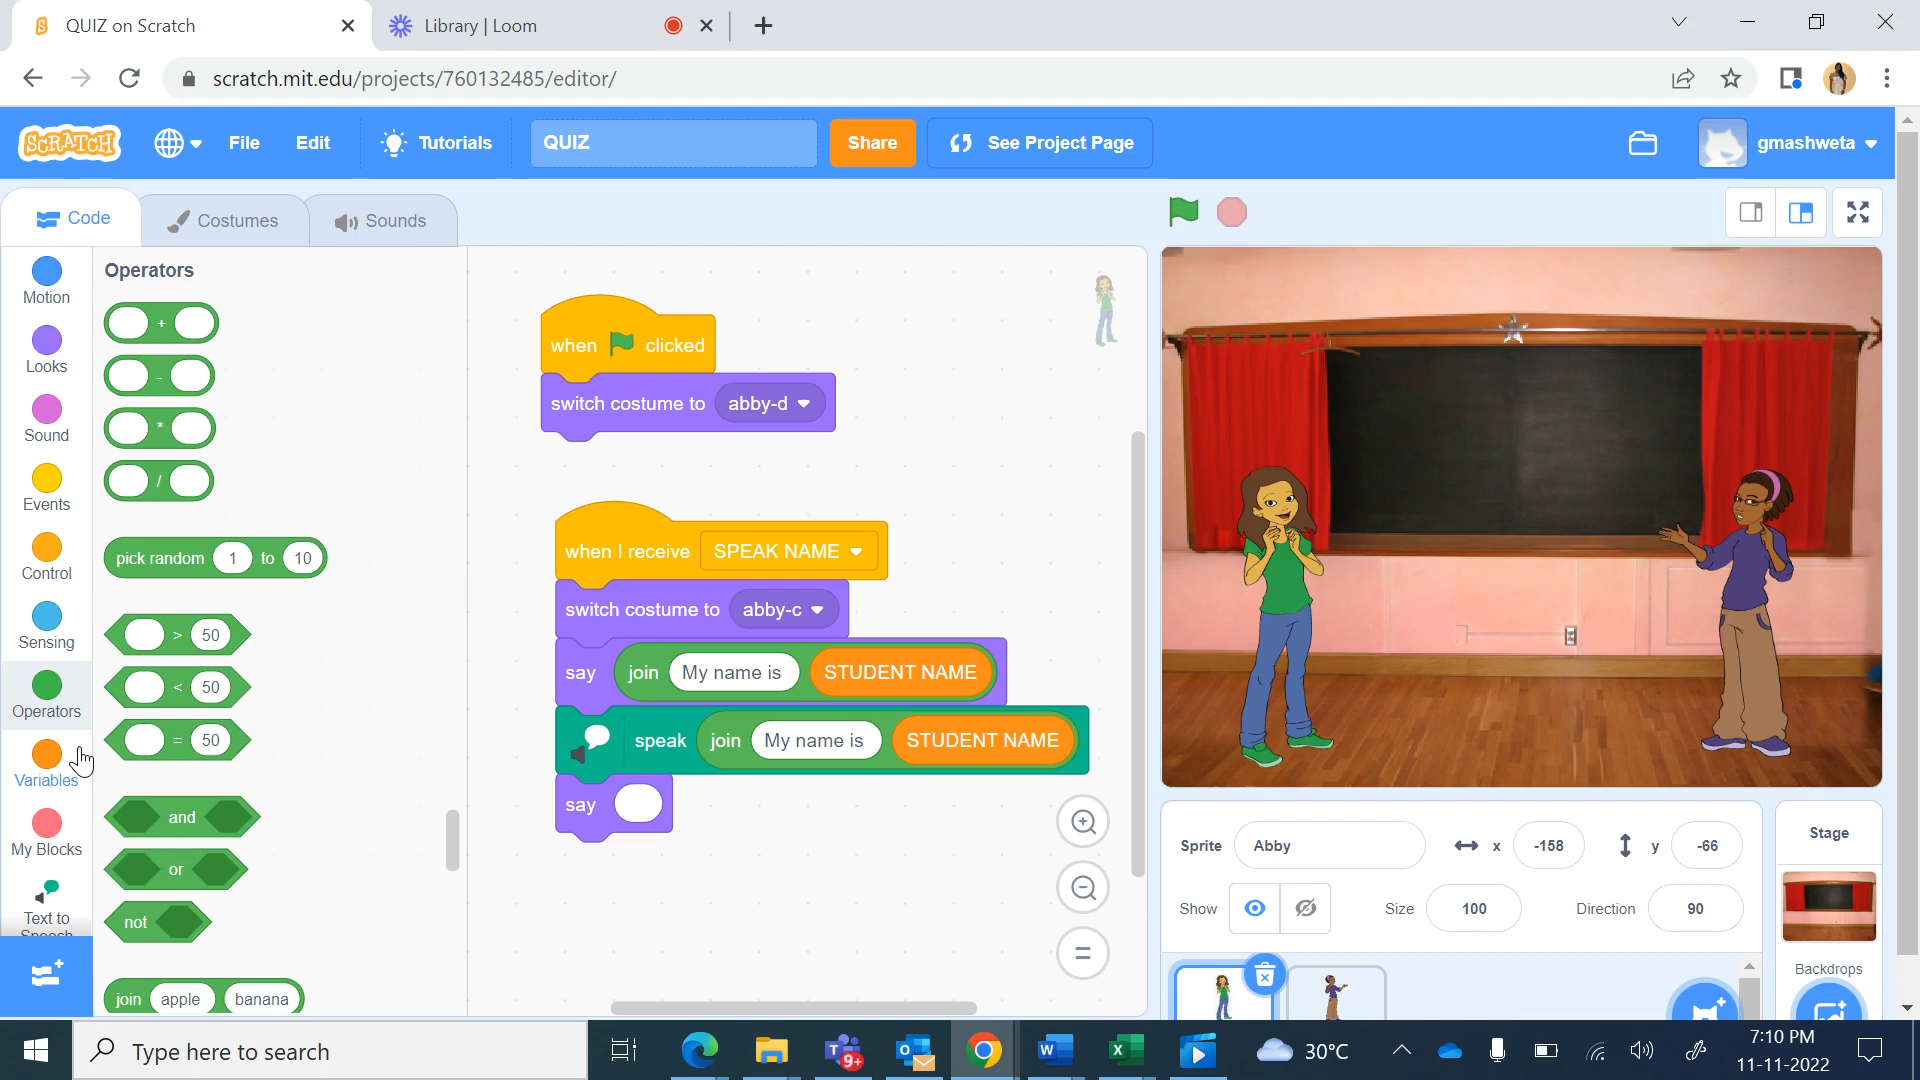 QUIZ on Scratch
Library | Loom
scratch.mit.edu/projects/760132485/editor/
SCRATCH
File
Edit
Tutorials
QUIZ
Share
See Project Page
gmashweta
Code
Costumes
Sounds
Motion
Looks
Sound
Events
Control
Sensing
Operators
Variables
My Blocks
Text to
Speech
Operators
+
-
*
/
pick random 1 to 10
> 50
< 50
= 50
and
or
not
join apple banana
when clicked
switch costume to abby-d
when I receive SPEAK NAME
switch costume to abby-c
say join My name is STUDENT NAME
speak join My name is STUDENT NAME
say
Sprite Abby x -158 y -66
Show Size 100 Direction 90
Stage
Backdrops
Type here to search
9+
30°C
7:10 PM
11-11-2022